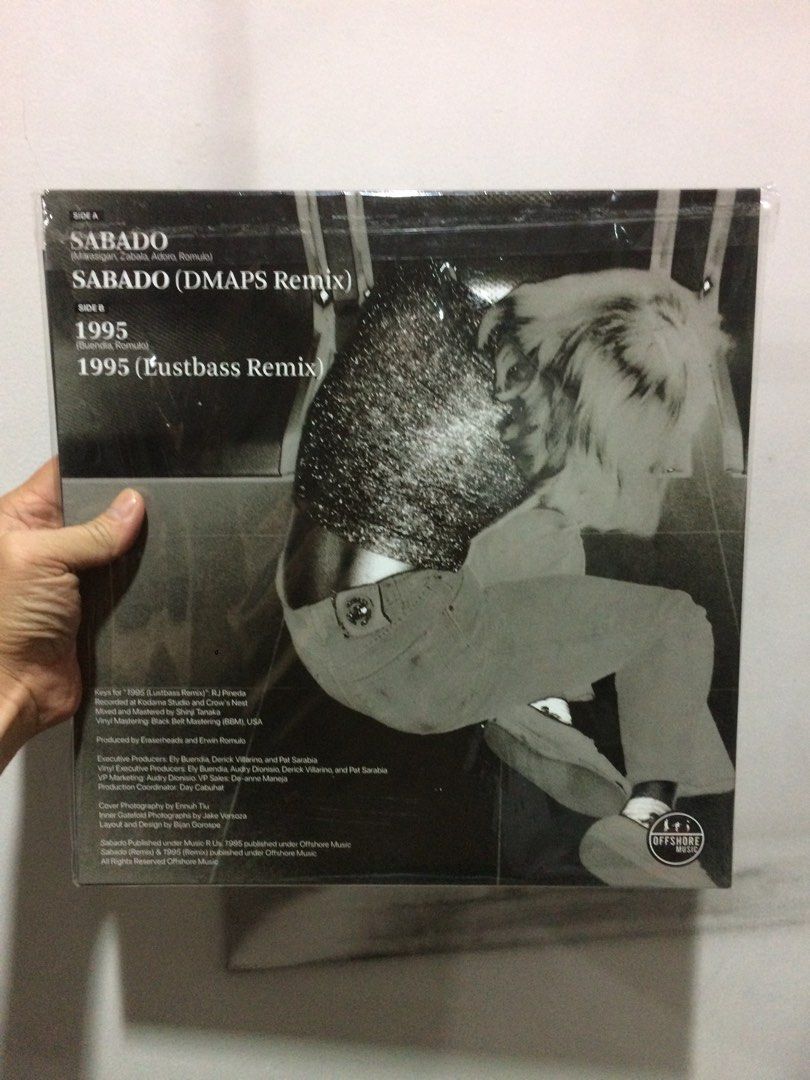 SIDE A
SABADO
(Marasigan, Zabala, Adoro, Romulo)
SABADO (DMAPS Remix)
SIDE B
1995
(Buendia, Romulo)
1995 (Lustbass Remix)
Keys for "1995 (Lustbass Remix)": RJ Pineda
Recorded at Kodama Studio and Crow's Nest
Mixed and Mastered by Shinji Tanaka
Vinyl Mastering: Black Belt Mastering (BBM), USA
Produced by Eraserheads and Erwin Romulo
Executive Producers: Ely Buendia, Derick Villarino, and Pat Sarabia
Vinyl Executive Producers: Ely Buendia, Audry Dionisio, Derick Villarino, and Pat Sarabia
VP Marketing: Audry Dionisio. VP Sales: De-anne Maneja
Production Coordinator: Day Cabuhat
Cover Photography by Ennuh Tiu
Inner Gatefold Photographs by Jake Versoza
Layout and Design by Bijan Gorospe
Sabado Published under Music R Us. 1995 published under Offshore Music
Sabado (Remix) & 1995 (Remix) published under Offshore Music
All Rights Reserved Offshore Music
OFFSHORE
MUSIC